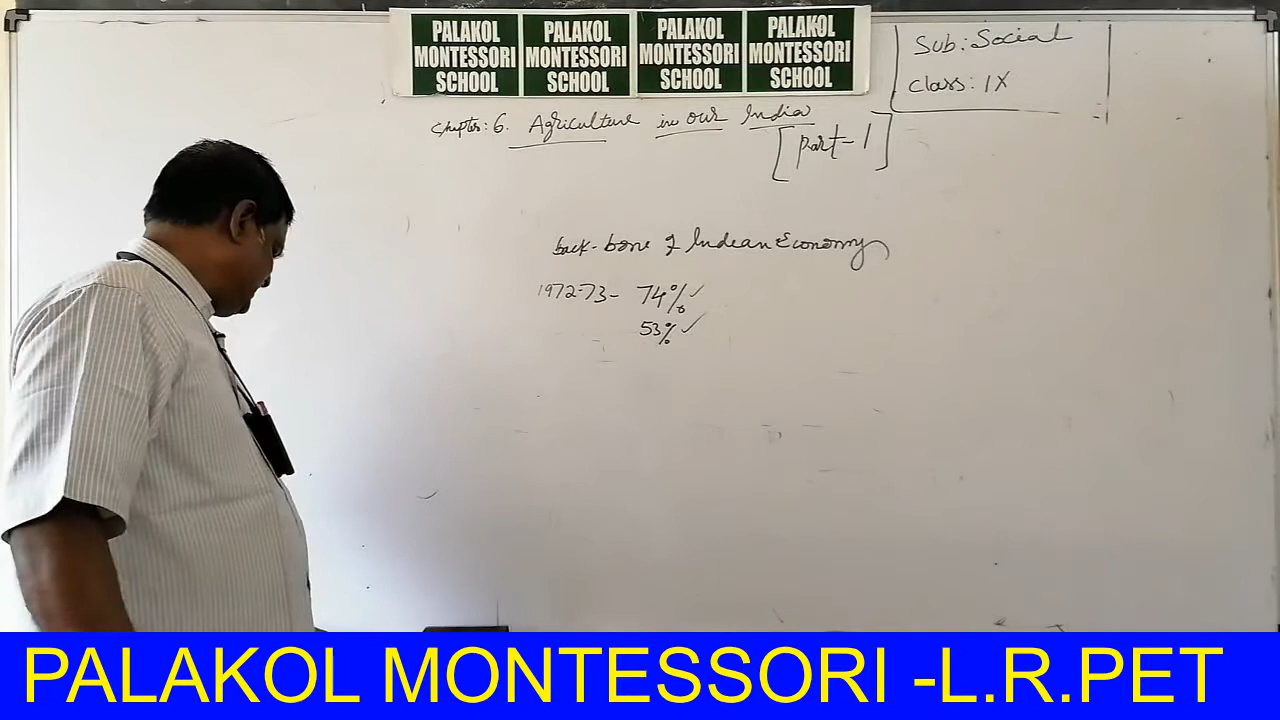 PALAKOL MONTESSORI SCHOOL
PALAKOL MONTESSORI SCHOOL
PALAKOL MONTESSORI SCHOOL
PALAKOL MONTESSORI SCHOOL
Sub: Social
Class: IX
Chapter: 6. Agriculture in our India
[Part-1]
back-bone of Indian Economy
1972-73- 74% ✓
53% ✓
PALAKOL MONTESSORI -L.R.PET